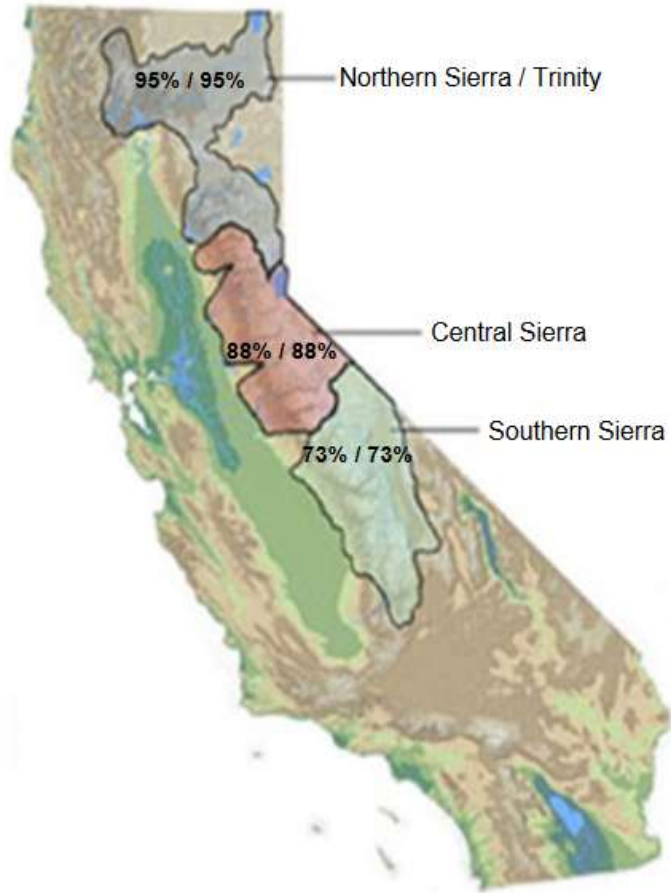 95% / 95%
Northern Sierra / Trinity
Central Sierra
88% / 88%
Southern Sierra
73% / 73%